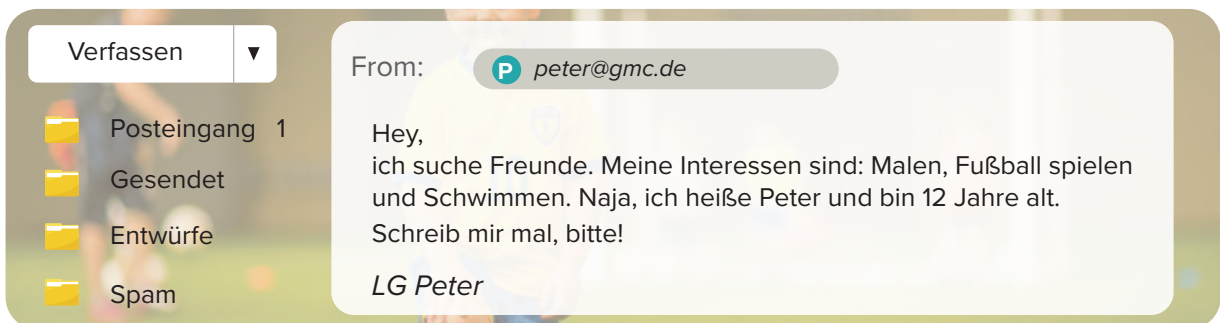 Verfassen ▼
Posteingang 1
Gesendet
Entwürfe
Spam
From: P peter@gmc.de
Hey,
ich suche Freunde. Meine Interessen sind: Malen, Fußball spielen
und Schwimmen. Naja, ich heiße Peter und bin 12 Jahre alt.
Schreib mir mal, bitte!
LG Peter